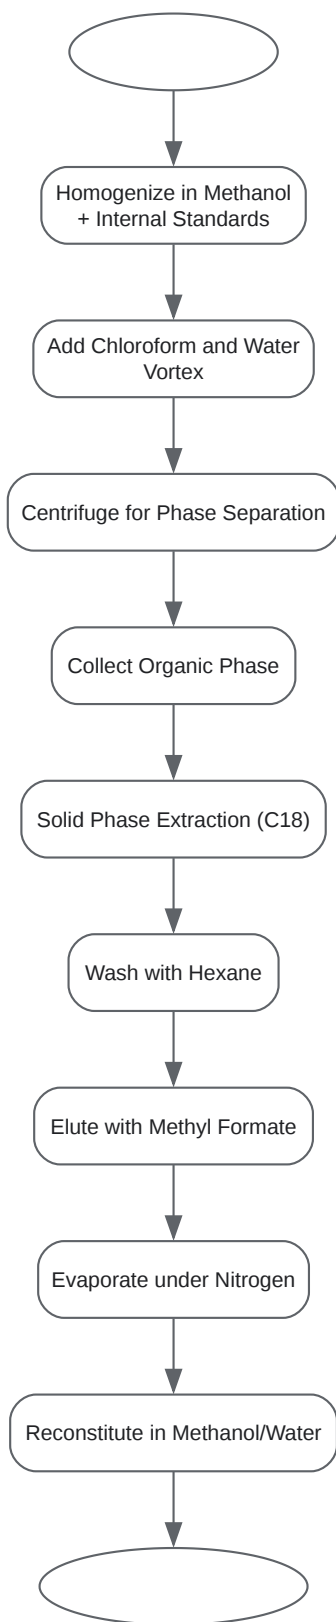 Homogenize in Methanol
+ Internal Standards
Add Chloroform and Water
Vortex
Centrifuge for Phase Separation
Collect Organic Phase
Solid Phase Extraction (C18)
Wash with Hexane
Elute with Methyl Formate
Evaporate under Nitrogen
Reconstitute in Methanol/Water